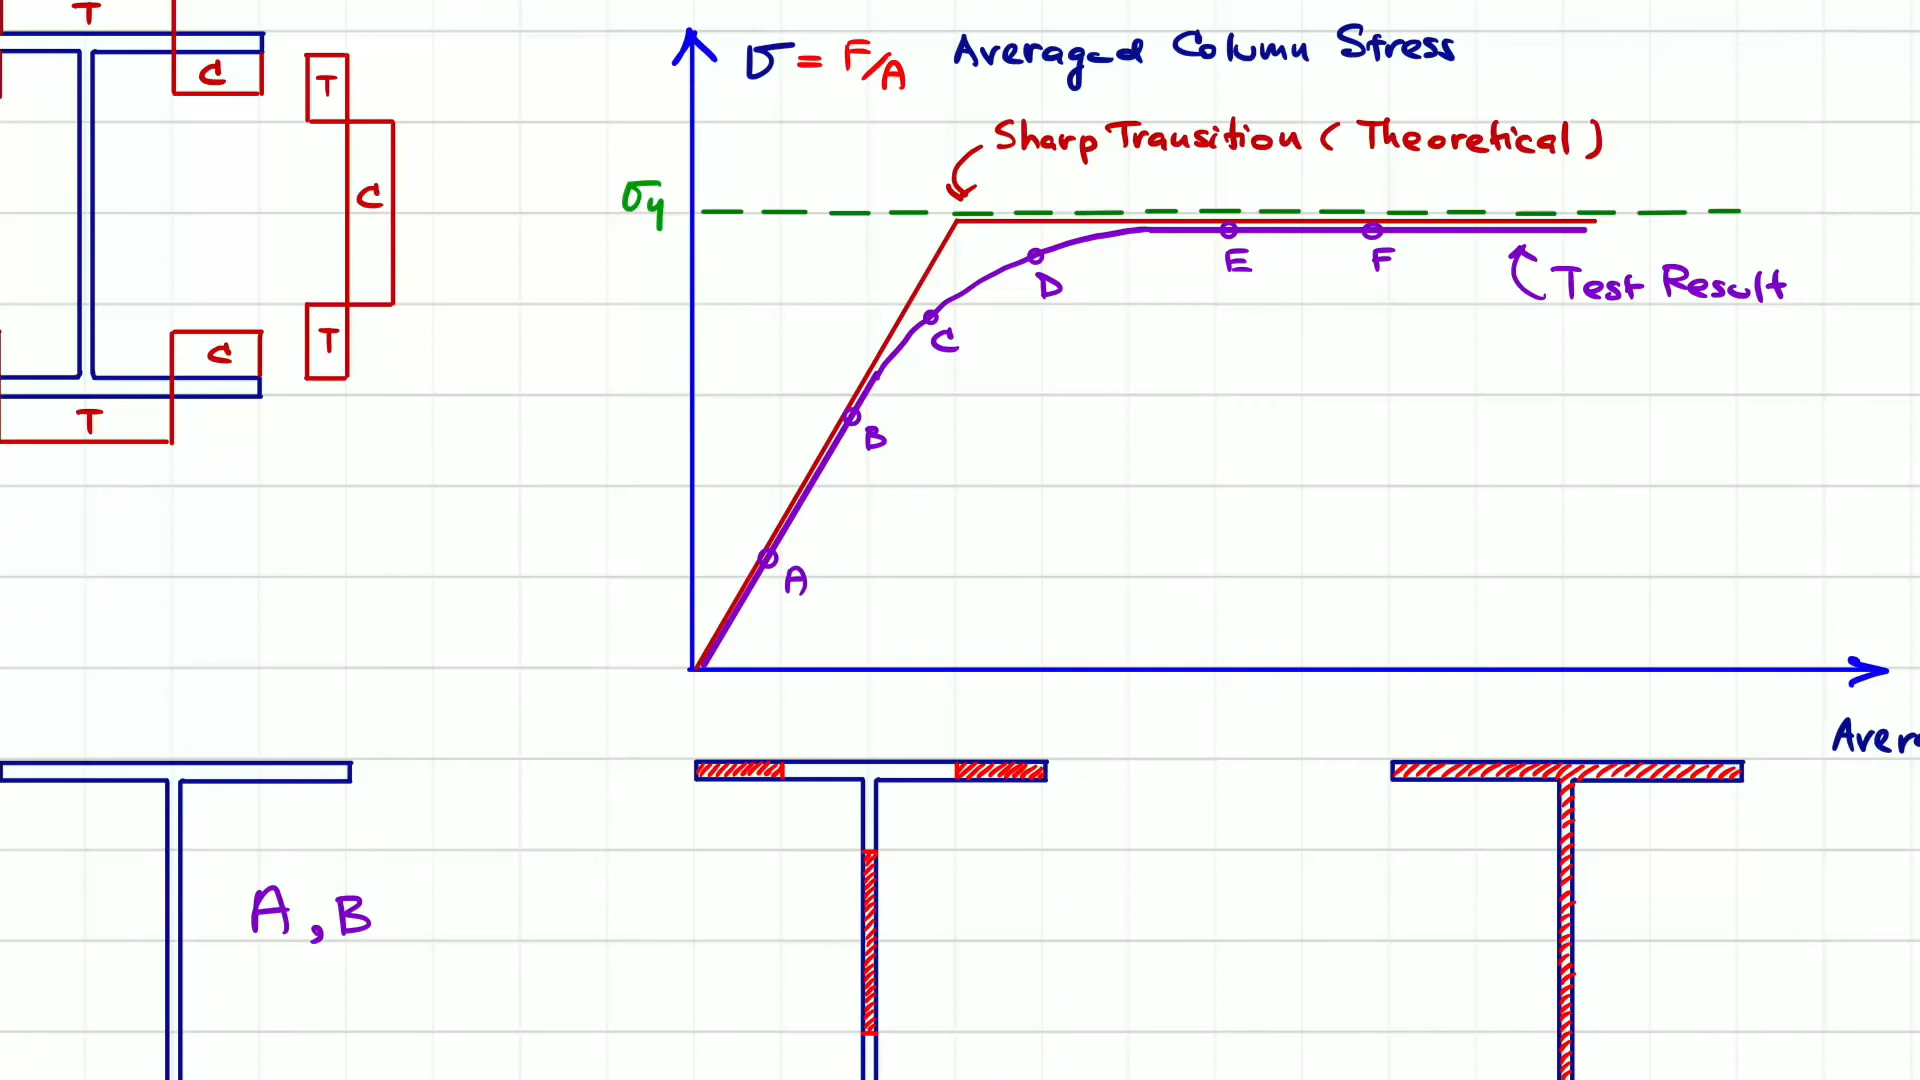 T
C
T
C
T
C
T
σ = F/A
Averaged Column Stress
Sharp Transition ( Theoretical )
σy
A
B
C
D
E
F
Test Result
A, B